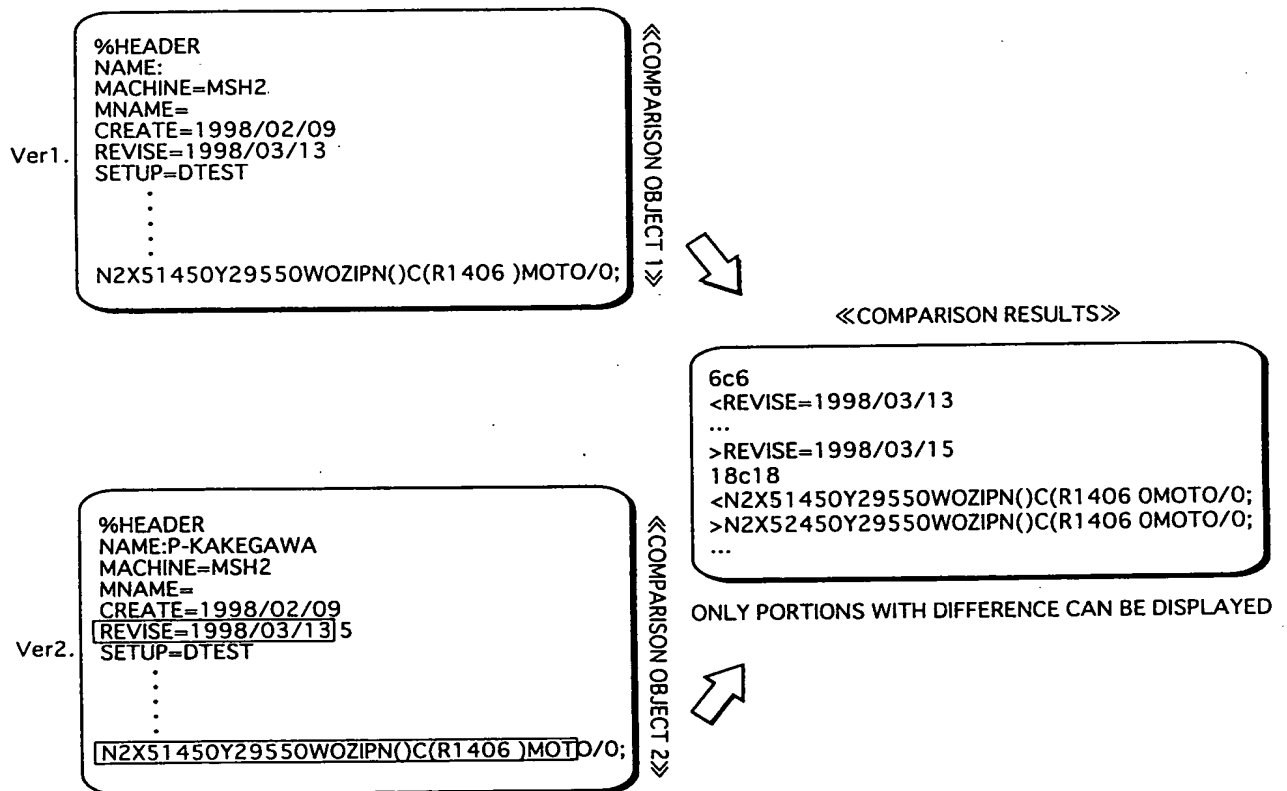 Ver1.
%HEADER
NAME:
MACHINE=MSH2
MNAME=
CREATE=1998/02/09
REVISE=1998/03/13
SETUP=DTEST
N2X51450Y29550WOZIPN()C(R1406 )MOTO/0;
≪COMPARISON OBJECT 1≫
Ver2.
%HEADER
NAME:P-KAKEGAWA
MACHINE=MSH2
MNAME=
CREATE=1998/02/09
REVISE=1998/03/13 5
SETUP=DTEST
N2X51450Y29550WOZIPN()C(R1406 )MOTO/0;
≪COMPARISON OBJECT 2≫
≪COMPARISON RESULTS≫
6c6
<REVISE=1998/03/13
...
>REVISE=1998/03/15
18c18
<N2X51450Y29550WOZIPN()C(R1406 0MOTO/0;
>N2X52450Y29550WOZIPN()C(R1406 0MOTO/0;
...
ONLY PORTIONS WITH DIFFERENCE CAN BE DISPLAYED